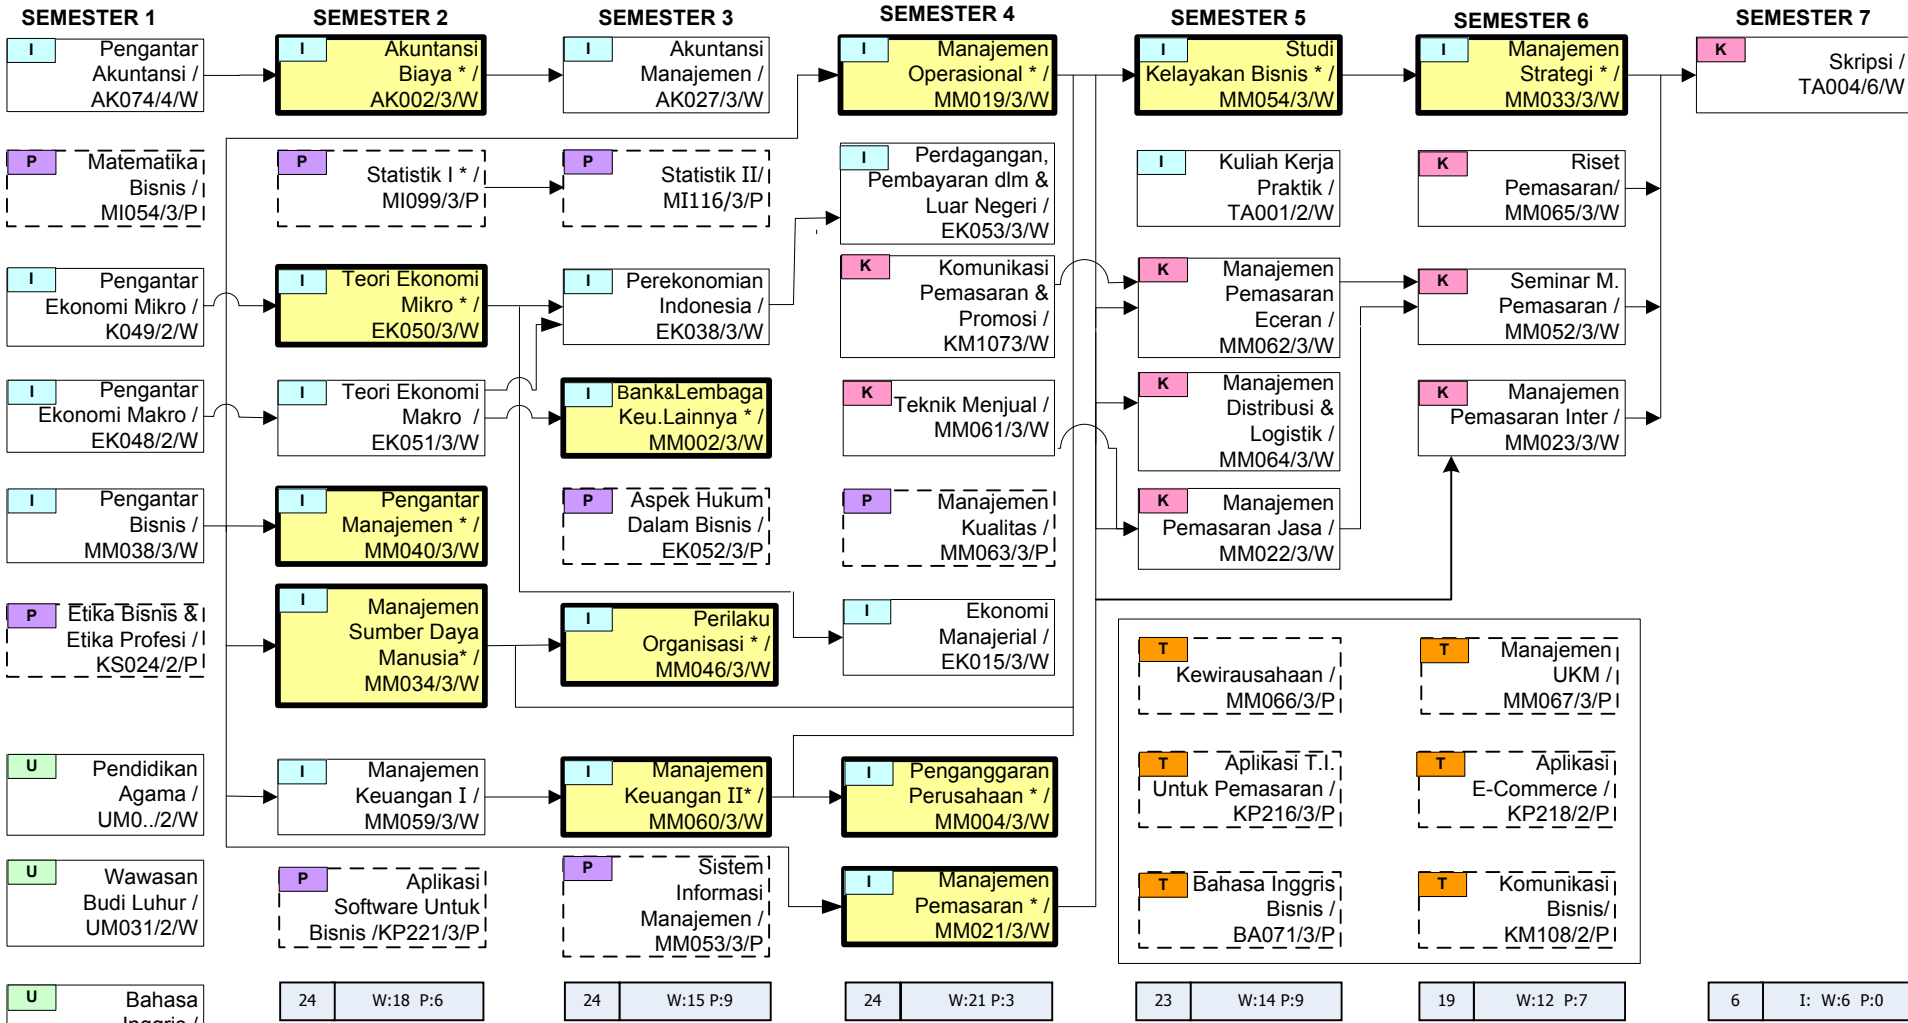 SEMESTER 1
I
Pengantar
Akuntansi /
AK074/4/W
P
Matematika
Bisnis /
MI054/3/P
I
Pengantar
Ekonomi Mikro /
K049/2/W
I
Pengantar
Ekonomi Makro /
EK048/2/W
I
Pengantar
Bisnis /
MM038/3/W
P
Etika Bisnis &
Etika Profesi /
KS024/2/P
U
Pendidikan
Agama /
UM0../2/W
U
Wawasan
Budi Luhur /
UM031/2/W
U
Bahasa
Inggris /
SEMESTER 2
I
Akuntansi
Biaya * /
AK002/3/W
P
Statistik I * /
MI099/3/P
I
Teori Ekonomi
Mikro * /
EK050/3/W
I
Teori Ekonomi
Makro /
EK051/3/W
I
Pengantar
Manajemen * /
MM040/3/W
I
Manajemen
Sumber Daya
Manusia* /
MM034/3/W
I
Manajemen
Keuangan I /
MM059/3/W
P
Aplikasi
Software Untuk
Bisnis /KP221/3/P
24
W:18 P:6
SEMESTER 3
I
Akuntansi
Manajemen /
AK027/3/W
P
Statistik II/
MI116/3/P
I
Perekonomian
Indonesia /
EK038/3/W
I
Bank&Lembaga
Keu.Lainnya * /
MM002/3/W
P
Aspek Hukum
Dalam Bisnis /
EK052/3/P
I
Perilaku
Organisasi * /
MM046/3/W
I
Manajemen
Keuangan II* /
MM060/3/W
P
Sistem
Informasi
Manajemen /
MM053/3/P
24
W:15 P:9
SEMESTER 4
I
Manajemen
Operasional * /
MM019/3/W
I
Perdagangan,
Pembayaran dlm &
Luar Negeri /
EK053/3/W
K
Komunikasi
Pemasaran &
Promosi /
KM1073/W
K
Teknik Menjual /
MM061/3/W
P
Manajemen
Kualitas /
MM063/3/P
I
Ekonomi
Manajerial /
EK015/3/W
I
Penganggaran
Perusahaan * /
MM004/3/W
I
Manajemen
Pemasaran * /
MM021/3/W
24
W:21 P:3
SEMESTER 5
I
Studi
Kelayakan Bisnis * /
MM054/3/W
I
Kuliah Kerja
Praktik /
TA001/2/W
K
Manajemen
Pemasaran
Eceran /
MM062/3/W
K
Manajemen
Distribusi &
Logistik /
MM064/3/W
K
Manajemen
Pemasaran Jasa /
MM022/3/W
T
Kewirausahaan /
MM066/3/P
T
Aplikasi T.I.
Untuk Pemasaran /
KP216/3/P
T
Bahasa Inggris
Bisnis /
BA071/3/P
23
W:14 P:9
SEMESTER 6
I
Manajemen
Strategi * /
MM033/3/W
K
Riset
Pemasaran/
MM065/3/W
K
Seminar M.
Pemasaran /
MM052/3/W
K
Manajemen
Pemasaran Inter /
MM023/3/W
T
Manajemen
UKM /
MM067/3/P
T
Aplikasi
E-Commerce /
KP218/2/P
T
Komunikasi
Bisnis/
KM108/2/P
19
W:12 P:7
SEMESTER 7
K
Skripsi /
TA004/6/W
6
I: W:6 P:0